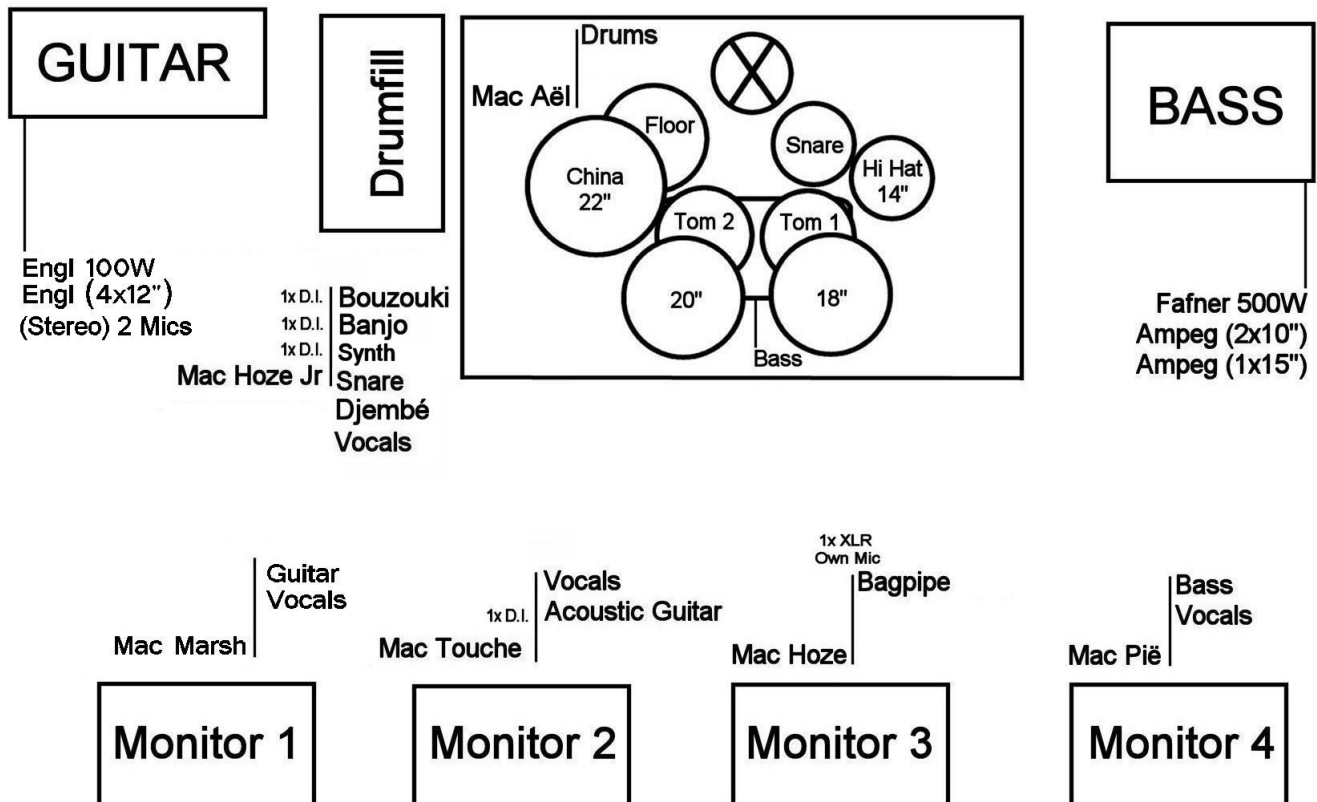 GUITAR
Engl 100W
Engl (4x12")
(Stereo) 2 Mics
Drumfill
Drums
Mac Aël
Floor
China
22"
Snare
Hi Hat
14"
Tom 2
Tom 1
20"
18"
Bass
BASS
Fafner 500W
Ampeg (2x10")
Ampeg (1x15")
1x D.I. Bouzouki
1x D.I. Banjo
1x D.I. Synth
Mac Hoze Jr Snare
Djembé
Vocals
Guitar
Vocals
Mac Marsh
Vocals
1x D.I. Acoustic Guitar
Mac Touche
1x XLR
Own Mic
Bagpipe
Mac Hoze
Bass
Vocals
Mac Pië
Monitor 1
Monitor 2
Monitor 3
Monitor 4